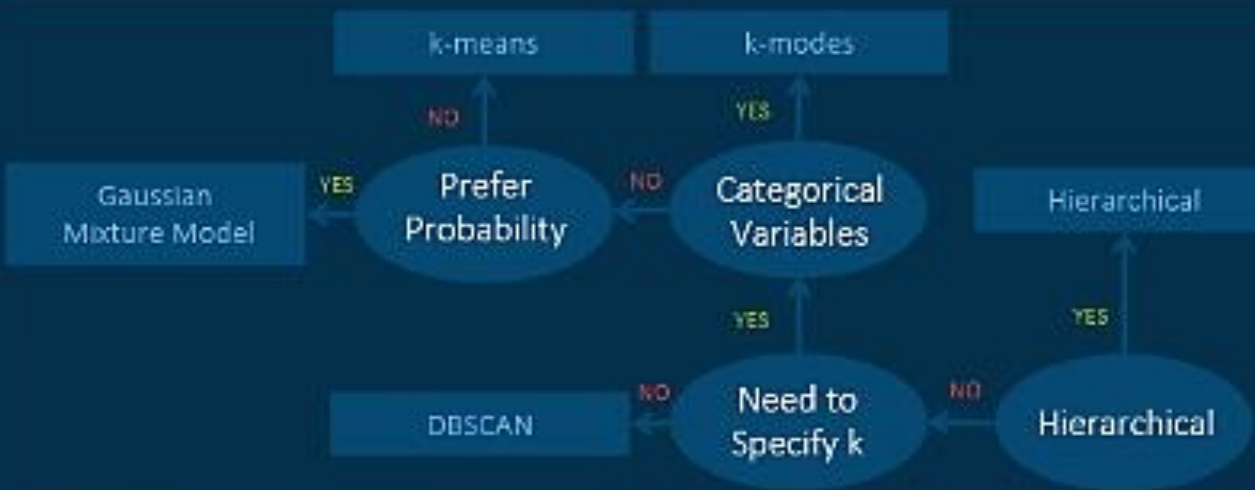 k-means
k-modes
NO
YES
Gaussian
Mixture Model
YES
Prefer
Probability
NO
Categorical
Variables
Hierarchical
YES
YES
DBSCAN
NO
Need to
Specify k
NO
Hierarchical